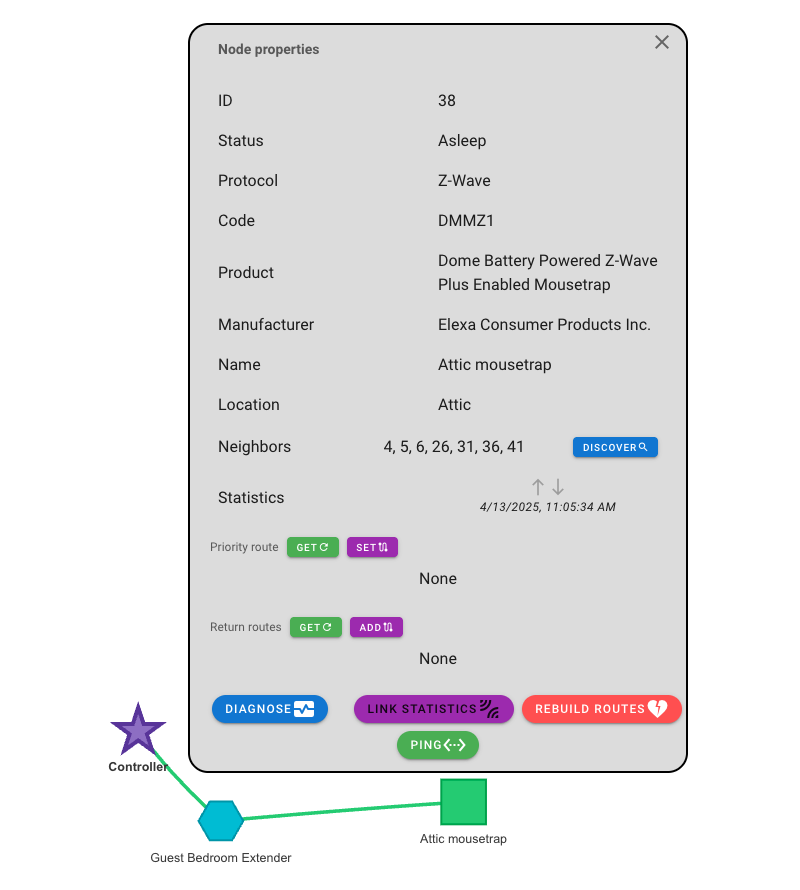 Node properties
ID 38
Status Asleep
Protocol Z-Wave
Code DMMZ1
Product Dome Battery Powered Z-Wave
Plus Enabled Mousetrap
Manufacturer Elexa Consumer Products Inc.
Name Attic mousetrap
Location Attic
Neighbors 4, 5, 6, 26, 31, 36, 41 DISCOVER
Statistics
4/13/2025, 11:05:34 AM
Priority route GET SET
None
Return routes GET ADD
None
DIAGNOSE LINK STATISTICS REBUILD ROUTES
PING
Controller
Attic mousetrap
Guest Bedroom Extender